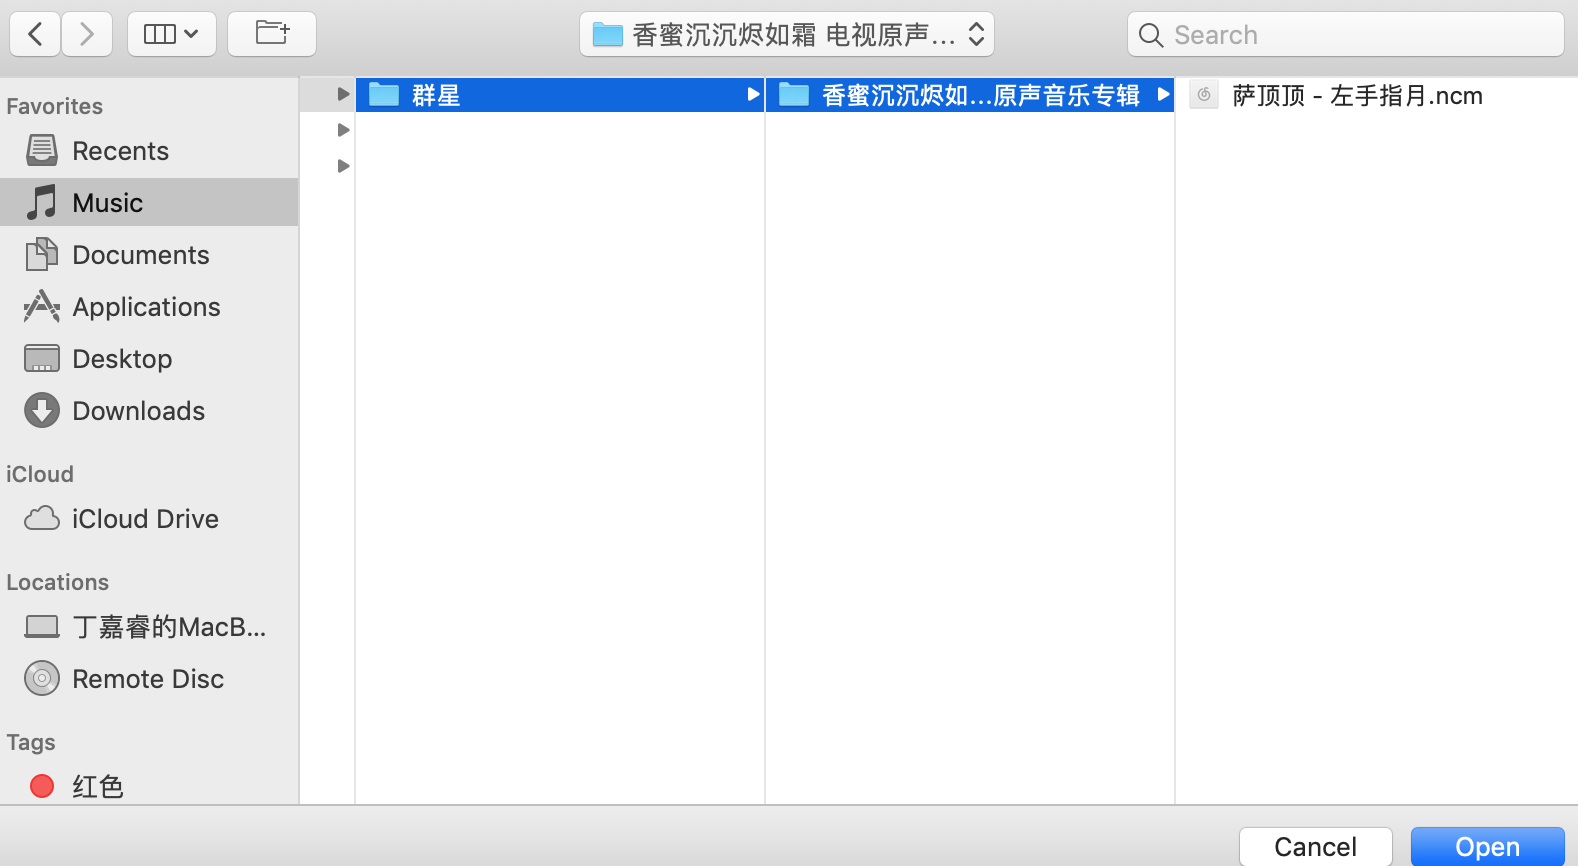 香蜜沉沉烬如霜 电视原声...
Search
Favorites
Recents
Music
Documents
Applications
Desktop
Downloads
iCloud
iCloud Drive
Locations
丁嘉睿的MacB...
Remote Disc
Tags
红色
群星
香蜜沉沉烬如...原声音乐专辑
萨顶顶 - 左手指月.ncm
Cancel
Open